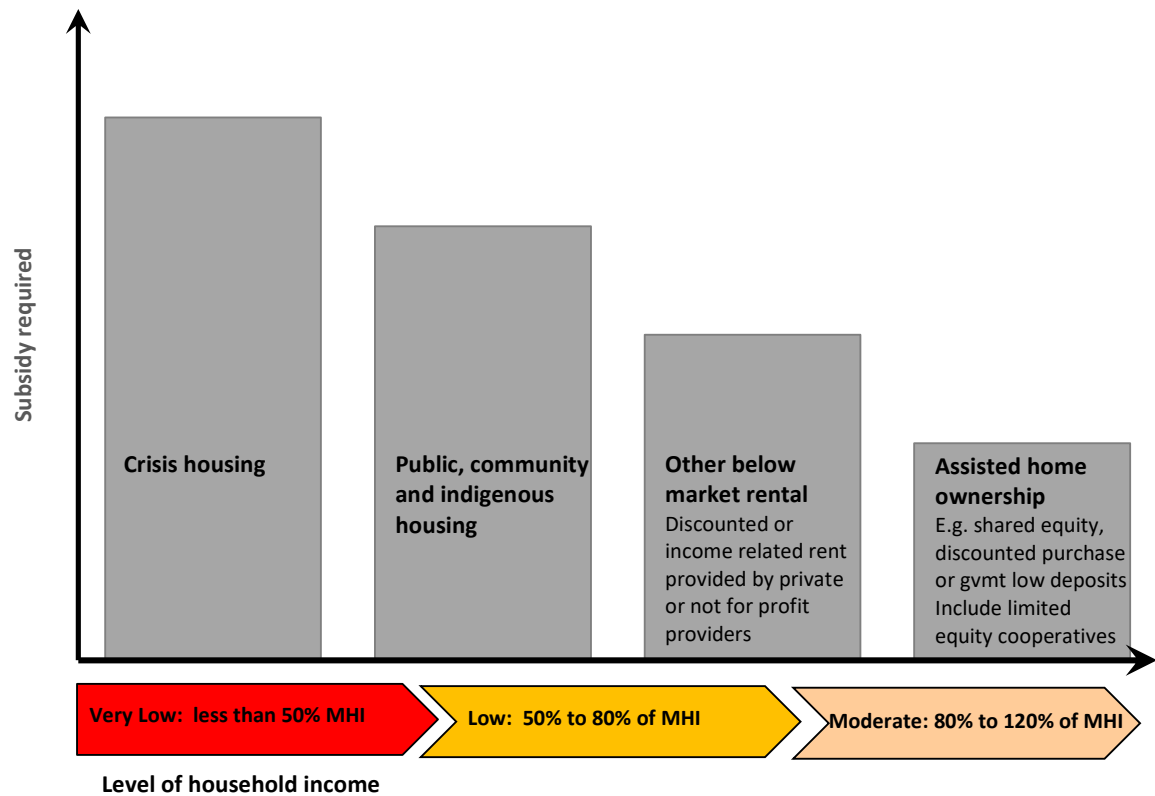 Subsidy required
Crisis housing
Public, community
and indigenous
housing
Other below
market rental
Discounted or
income related rent
provided by private
or not for profit
providers
Assisted home
ownership
E.g. shared equity,
discounted purchase
or gvmt low deposits
Include limited
equity cooperatives
Very Low:  less than 50% MHI
Low:  50% to 80% of MHI
Moderate: 80% to 120% of MHI
Level of household income